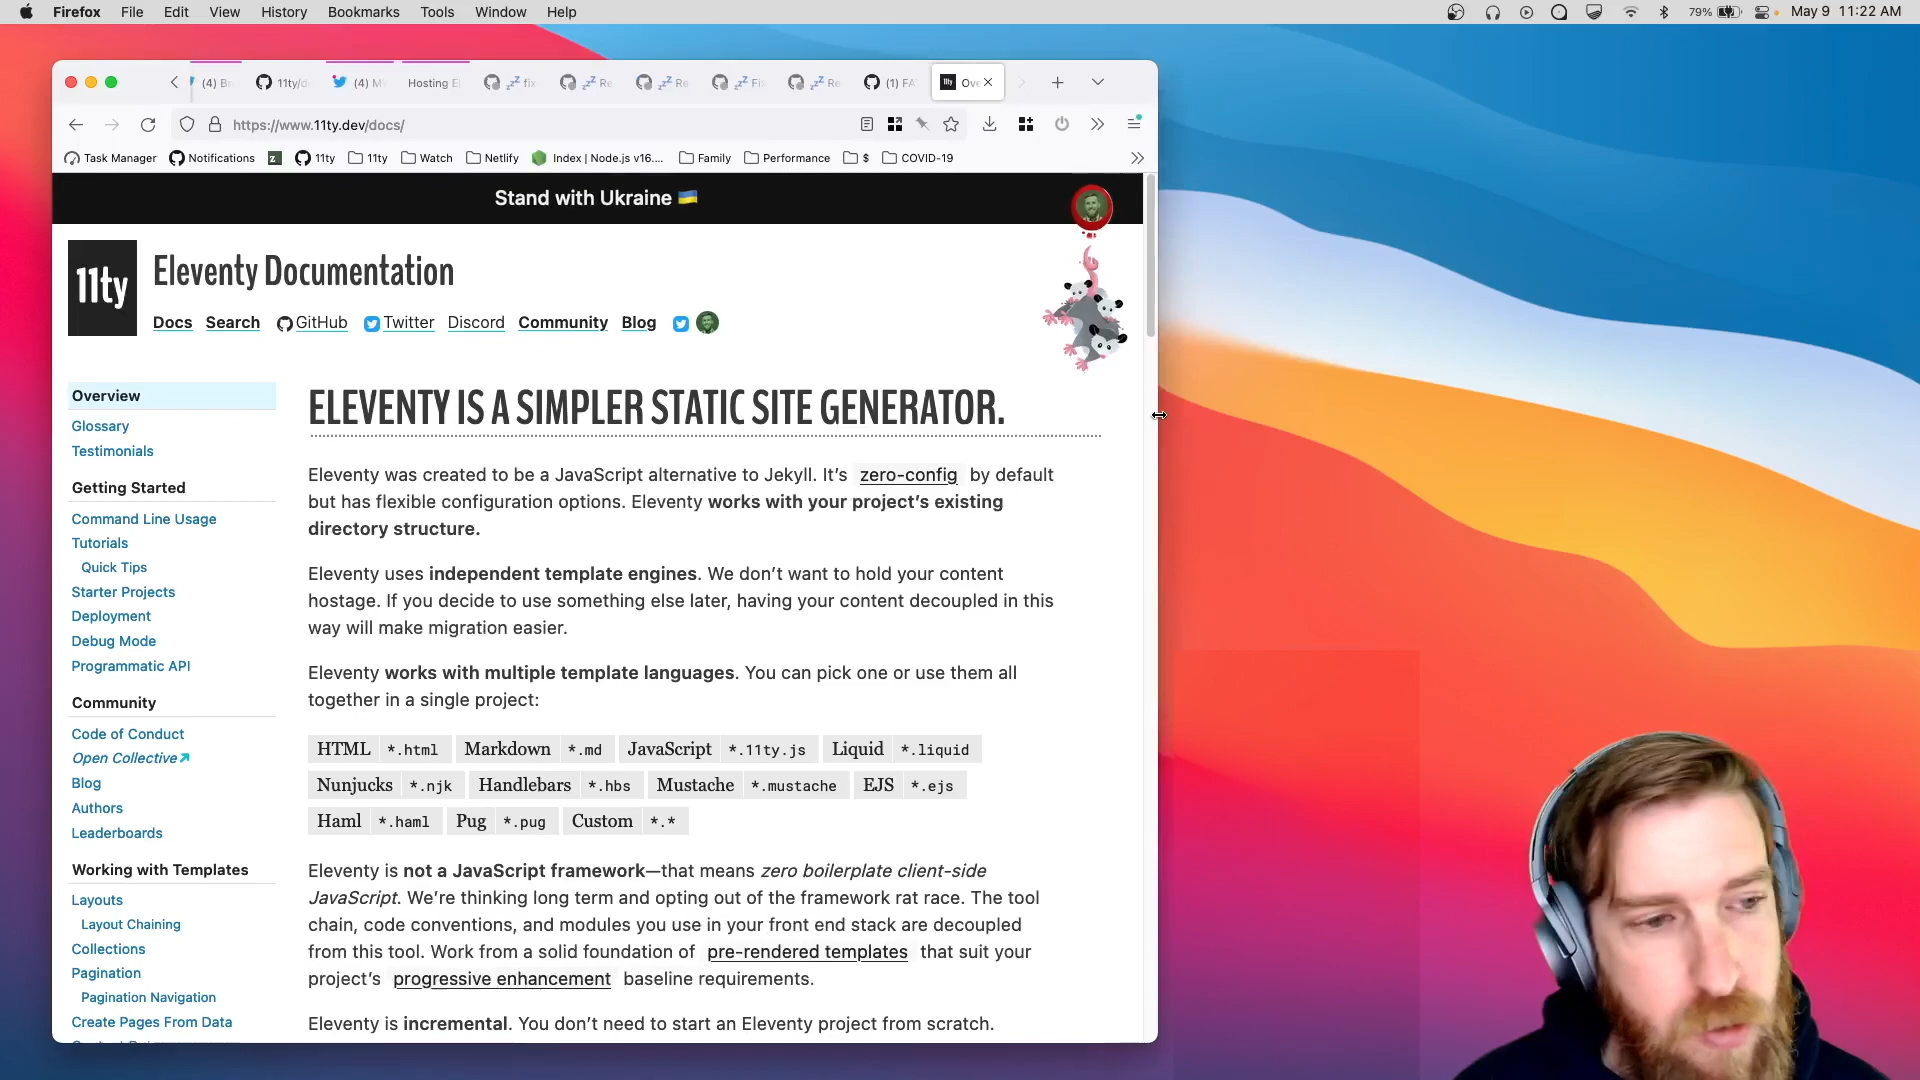 Firefox File Edit View History Bookmarks Tools Window Help 79% May 9 11:22 AM
(4) Br 11ty/d (4) M Hosting E fix Re Re Fi Re (1) FA Ove
https://www.11ty.dev/docs/
Task Manager Notifications 11ty 11ty Watch Netlify Index | Node.js v16.... Family Performance $ COVID-19
Stand with Ukraine 🇺🇦
11ty
Eleventy Documentation
Docs Search GitHub Twitter Discord Community Blog
Overview
Glossary
Testimonials
Getting Started
Command Line Usage
Tutorials
Quick Tips
Starter Projects
Deployment
Debug Mode
Programmatic API
Community
Code of Conduct
Open Collective
Blog
Authors
Leaderboards
Working with Templates
Layouts
Layout Chaining
Collections
Pagination
Pagination Navigation
Create Pages From Data
ELEVENTY IS A SIMPLER STATIC SITE GENERATOR.
Eleventy was created to be a JavaScript alternative to Jekyll. It’s zero-config by default
but has flexible configuration options. Eleventy works with your project’s existing
directory structure.
Eleventy uses independent template engines. We don’t want to hold your content
hostage. If you decide to use something else later, having your content decoupled in this
way will make migration easier.
Eleventy works with multiple template languages. You can pick one or use them all
together in a single project:
HTML *.html Markdown *.md JavaScript *.11ty.js Liquid *.liquid
Nunjucks *.njk Handlebars *.hbs Mustache *.mustache EJS *.ejs
Haml *.haml Pug *.pug Custom *.*
Eleventy is not a JavaScript framework—that means zero boilerplate client-side
JavaScript. We’re thinking long term and opting out of the framework rat race. The tool
chain, code conventions, and modules you use in your front end stack are decoupled
from this tool. Work from a solid foundation of pre-rendered templates that suit your
project’s progressive enhancement baseline requirements.
Eleventy is incremental. You don’t need to start an Eleventy project from scratch.